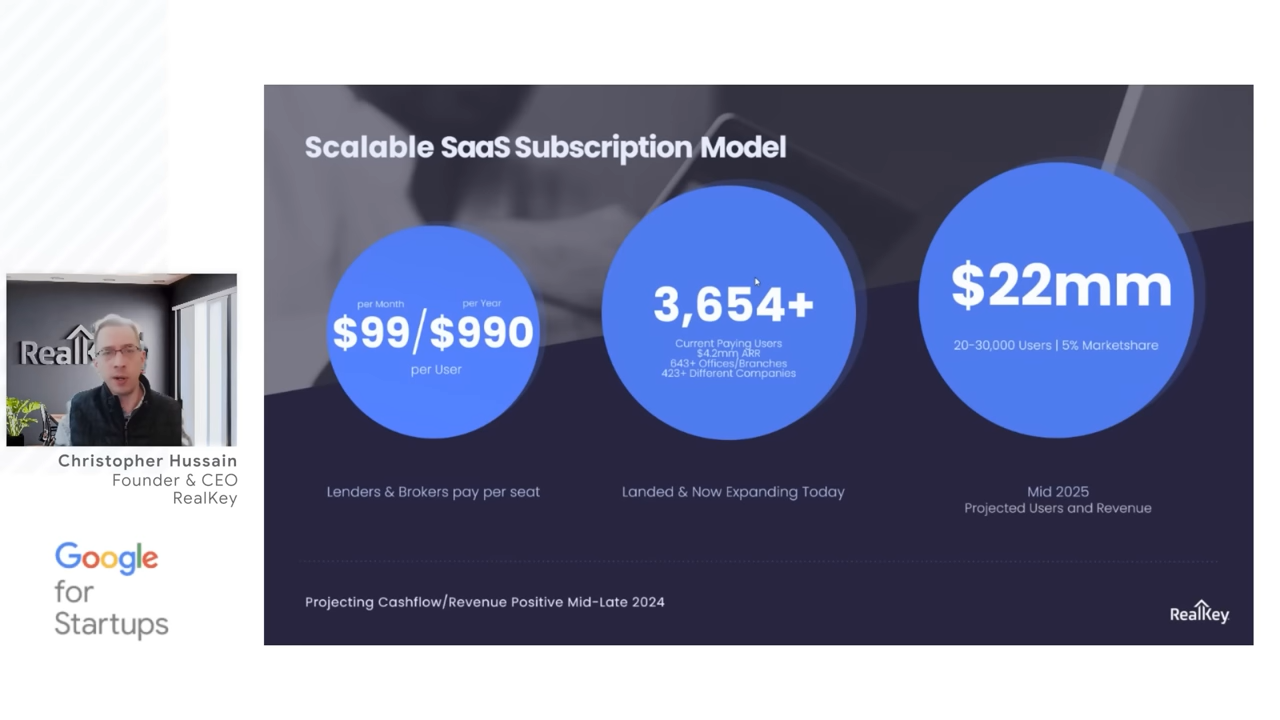 Scalable SaaS Subscription Model
per Month
per Year
$99/$990
per User
3,654+
Current Paying Users
$4.2mm ARR
643+ Offices/Branches
423+ Different Companies
$22mm
20-30,000 Users | 5% Marketshare
Lenders & Brokers pay per seat
Landed & Now Expanding Today
Mid 2025
Projected Users and Revenue
Projecting Cashflow/Revenue Positive Mid-Late 2024
RealKey
Christopher Hussain
Founder & CEO
RealKey
Google
for
Startups